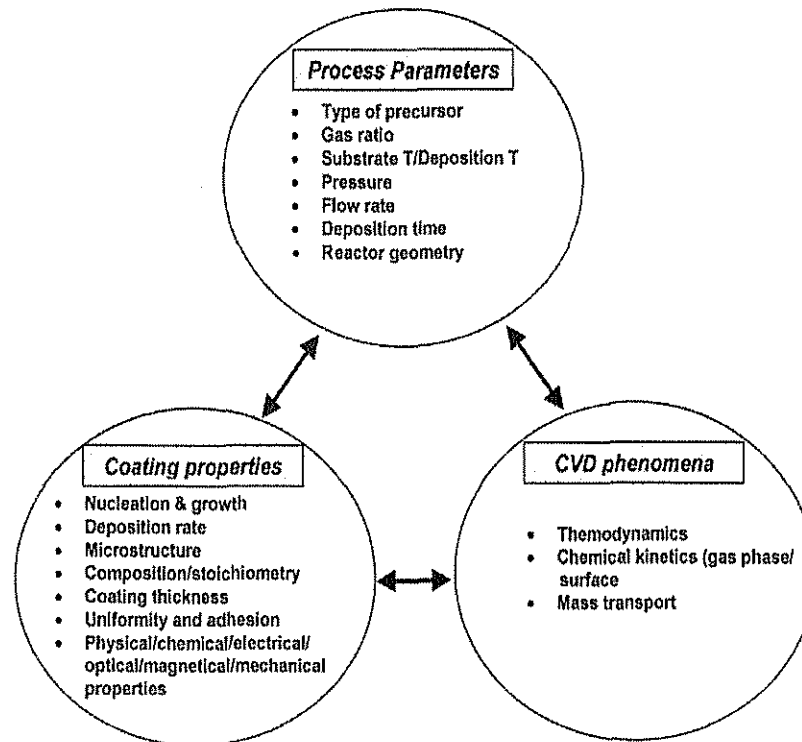 Process Parameters
• Type of precursor
• Gas ratio
• Substrate T/Deposition T
• Pressure
• Flow rate
• Deposition time
• Reactor geometry
Coating properties
• Nucleation & growth
• Deposition rate
• Microstructure
• Composition/stoichiometry
• Coating thickness
• Uniformity and adhesion
• Physical/chemical/electrical/
optical/magnetical/mechanical
properties
CVD phenomena
• Themodynamics
• Chemical kinetics (gas phase/
surface
• Mass transport